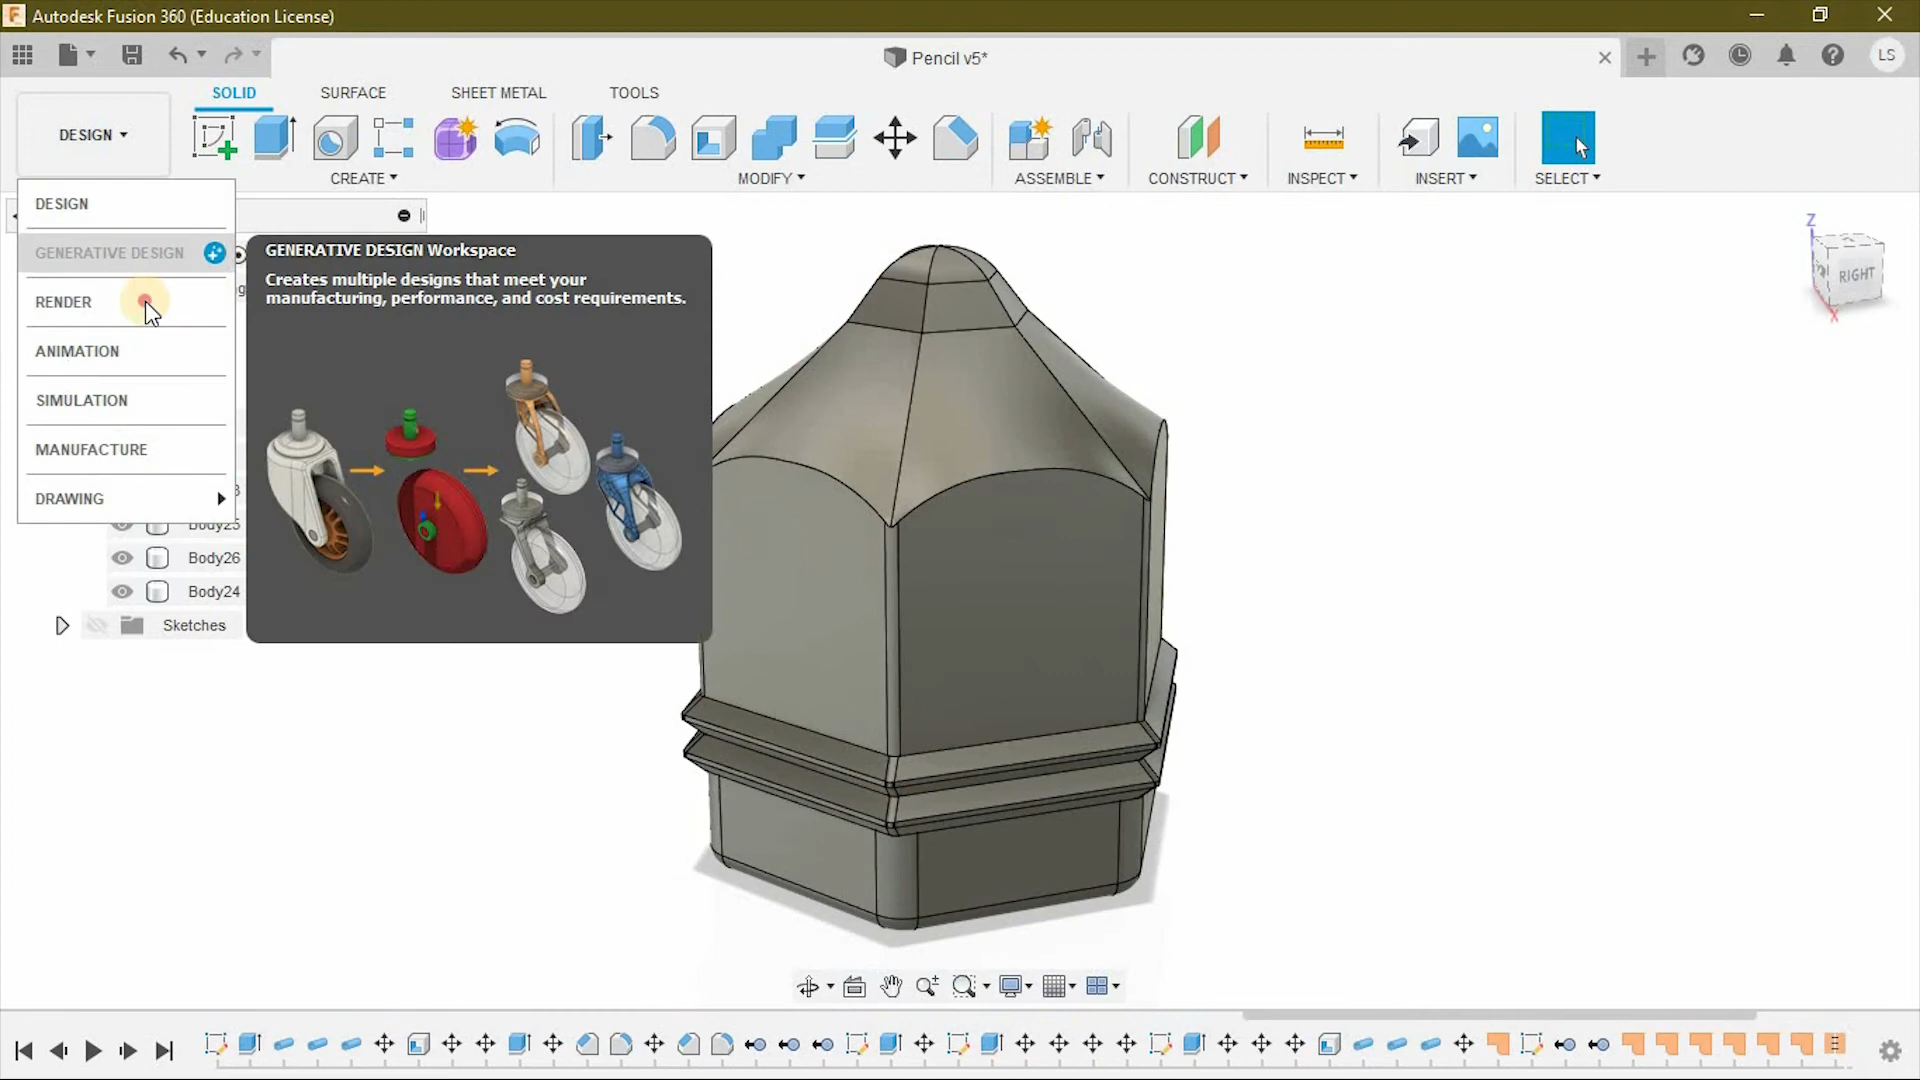 Autodesk Fusion 360 (Education License)
Pencil v5*
LS
SOLID
SURFACE
SHEET METAL
TOOLS
DESIGN
CREATE
MODIFY
ASSEMBLE
CONSTRUCT
INSPECT
INSERT
SELECT
DESIGN
GENERATIVE DESIGN
RENDER
ANIMATION
SIMULATION
MANUFACTURE
DRAWING
GENERATIVE DESIGN Workspace
Creates multiple designs that meet your
manufacturing, performance, and cost requirements.
Z
RIGHT
X
Body25
Body26
Body24
Sketches